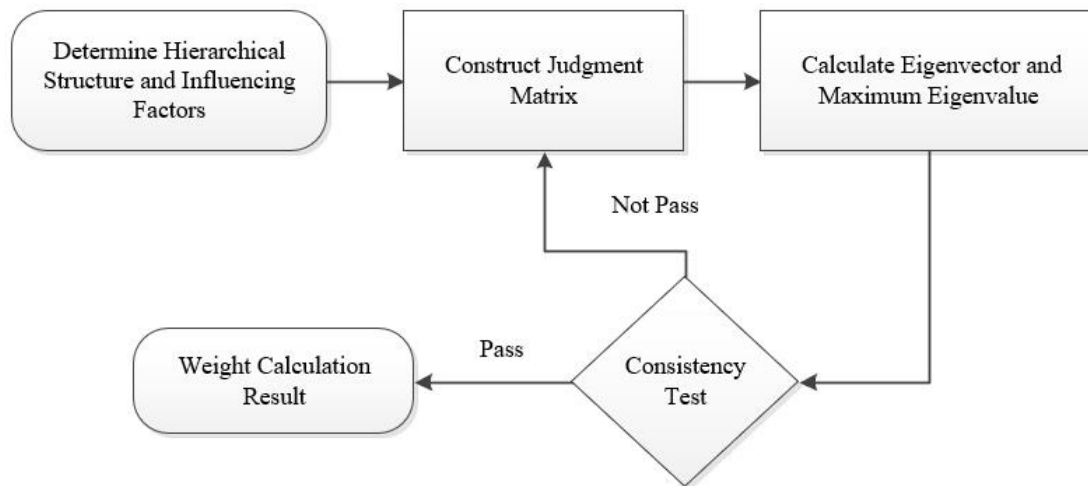 Determine Hierarchical
Structure and Influencing
Factors
Construct Judgment
Matrix
Calculate Eigenvector and
Maximum Eigenvalue
Not Pass
Consistency
Test
Pass
Weight Calculation
Result